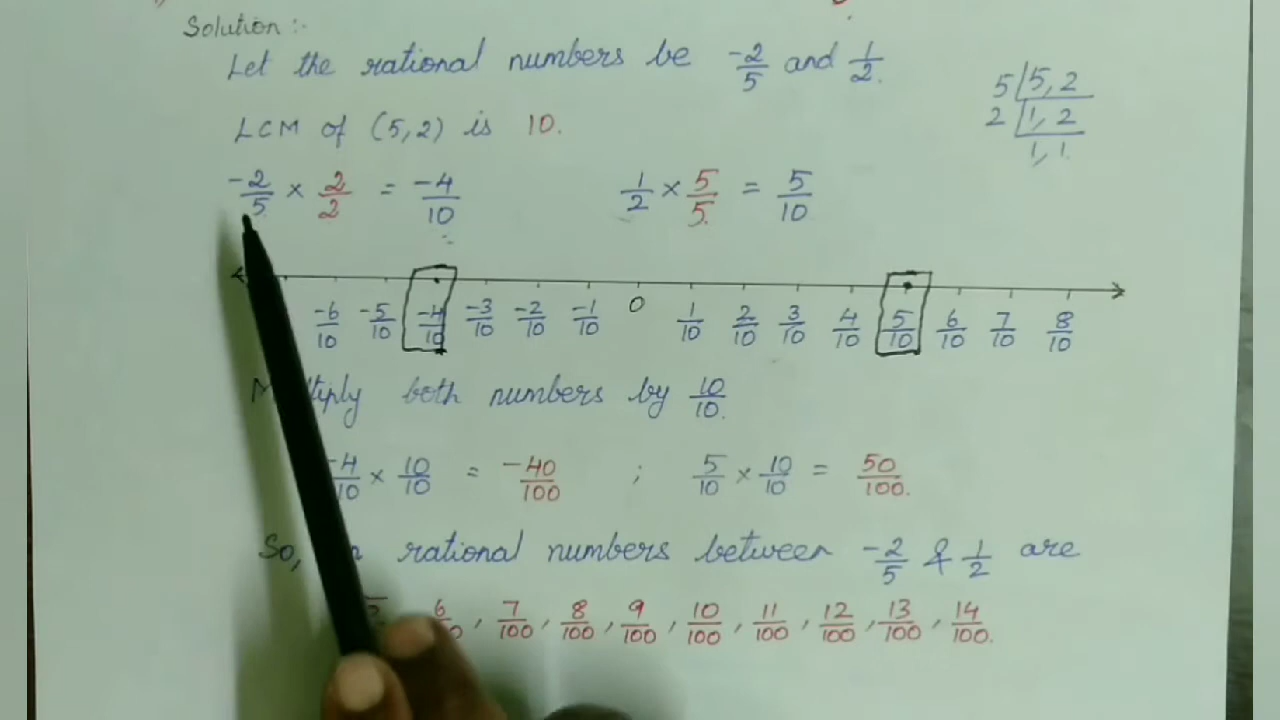 Solution :-
Let the rational numbers be -2/5 and 1/2.
5 | 5, 2
2 | 1, 2
1, 1.
LCM of (5,2) is 10.
-2/5 × 2/2 = -4/10 1/2 × 5/5. = 5/10
-6/10 -5/10 -4/10 -3/10 -2/10 -1/10 0 1/10 2/10 3/10 4/10 5/10 6/10 7/10 8/10
both numbers by 10/10.
-4/10 × 10/10 = -40/100 ; 5/10 × 10/10 = 50/100.
So, rational numbers between -2/5 & 1/2 are
7/100, 8/100, 9/100, 10/100, 11/100, 12/100, 13/100, 14/100.